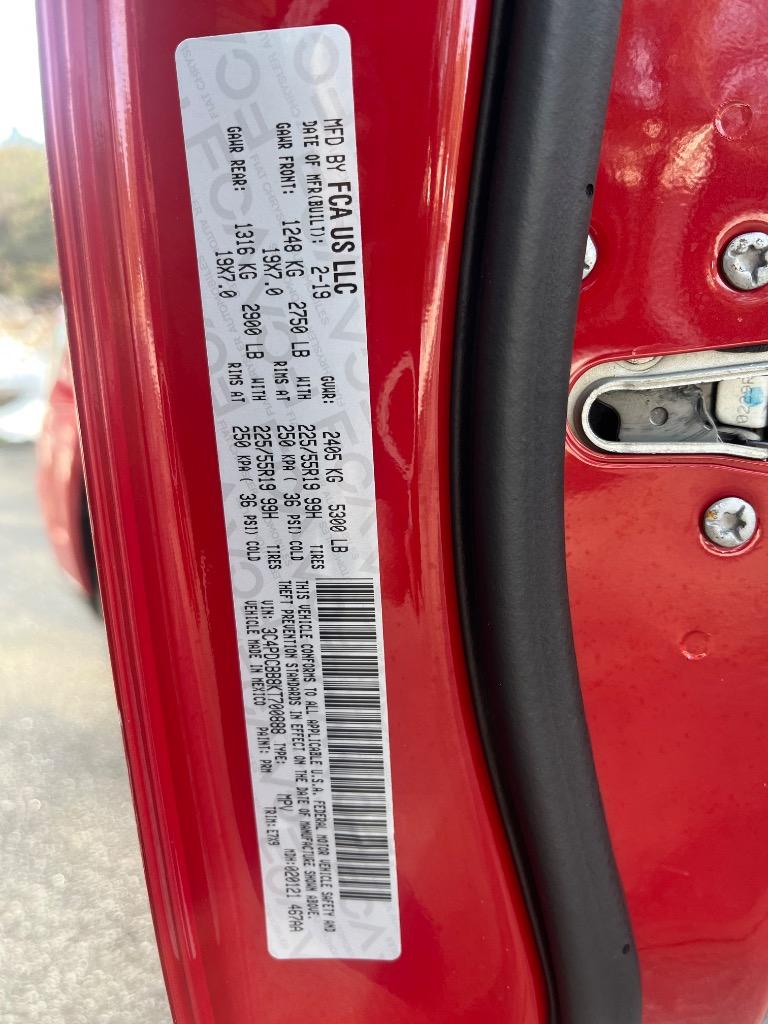 MFD BY FCA US LLC
DATE OF MFR(BUILT): 2-19 GVWR: 2405 KG 5300 LB
GAWR FRONT: 1248 KG 2750 LB WITH 225/55R19 99H TIRES
19X7.0 RIMS AT 250 KPA ( 36 PSI) COLD
GAWR REAR: 1316 KG 2900 LB WITH 225/55R19 99H TIRES
19X7.0 RIMS AT 250 KPA ( 36 PSI) COLD
THIS VEHICLE CONFORMS TO ALL APPLICABLE U.S.A. FEDERAL MOTOR VEHICLE SAFETY AND
THEFT PREVENTION STANDARDS IN EFFECT ON THE DATE OF MANUFACTURE SHOWN ABOVE.
VIN: 3C4PDCBB8KT700888 TYPE: MPV MDH:020121 467AA
VEHICLE MADE IN MEXICO PAINT: PRM TRIM:E7X9